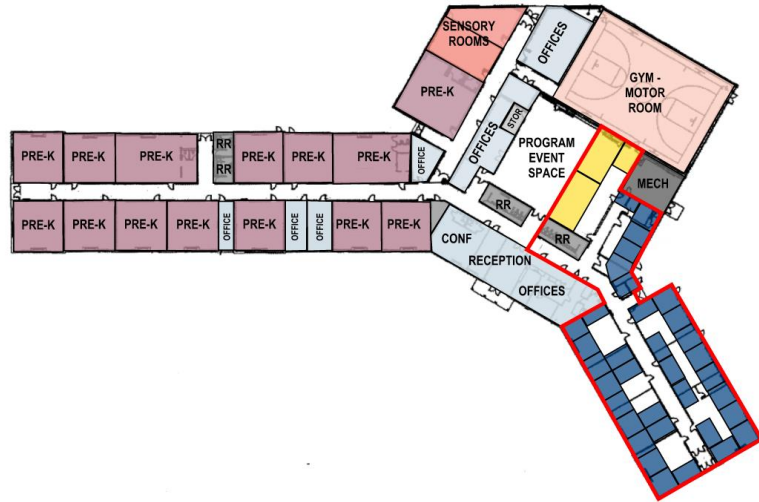 SENSORY
ROOMS
OFFICES
GYM -
MOTOR
ROOM
PRE-K
STOR
OFFICES
PROGRAM
EVENT
SPACE
PRE-K
PRE-K
PRE-K
RR
RR
PRE-K
PRE-K
PRE-K
OFFICE
MECH
RR
RR
PRE-K
PRE-K
PRE-K
PRE-K
OFFICE
PRE-K
OFFICE
OFFICE
PRE-K
PRE-K
CONF
RECEPTION
OFFICES